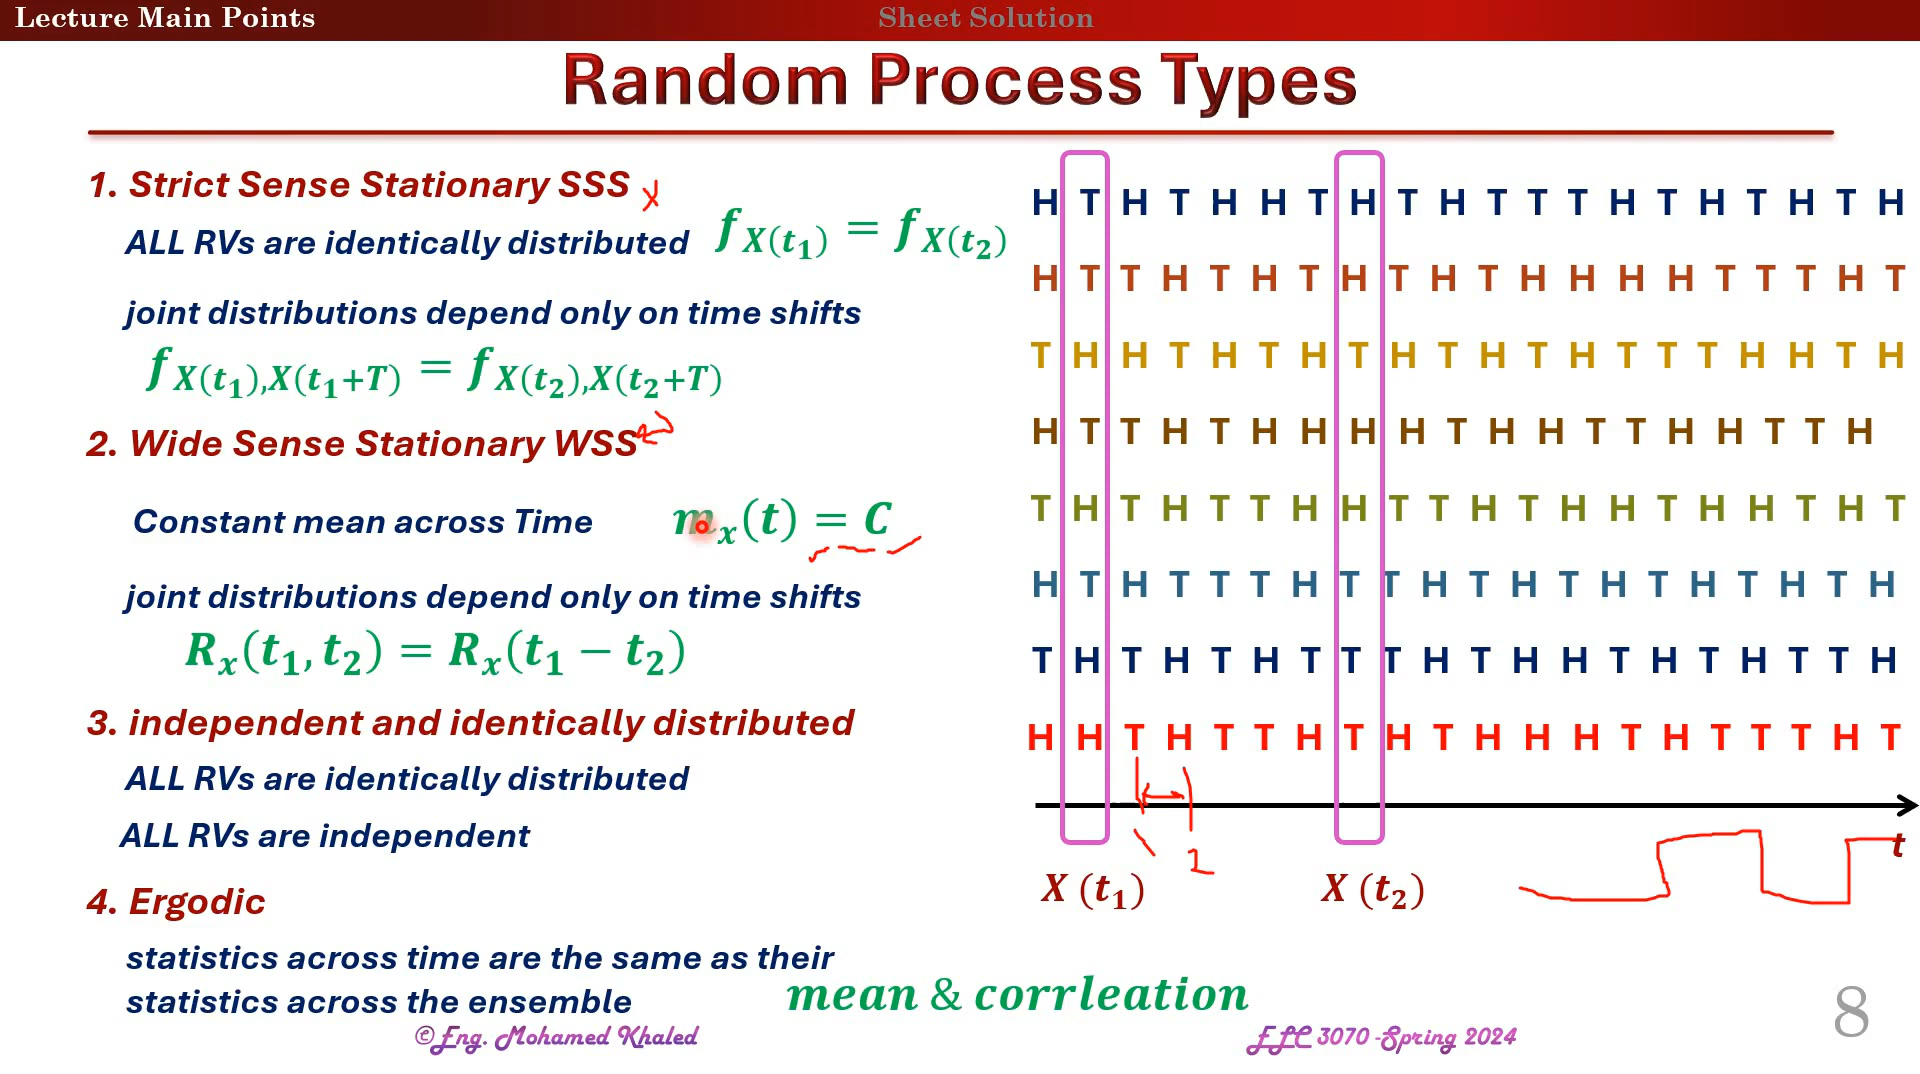 Lecture Main Points
Sheet Solution
Random Process Types
1. Strict Sense Stationary SSS x
ALL RVs are identically distributed f_X(t₁) = f_X(t₂)
joint distributions depend only on time shifts
f_X(t₁),X(t₁+T) = f_X(t₂),X(t₂+T)
2. Wide Sense Stationary WSS
Constant mean across Time m_x(t) = C
joint distributions depend only on time shifts
R_x(t₁, t₂) = R_x(t₁ − t₂)
3. independent and identically distributed
ALL RVs are identically distributed
ALL RVs are independent
4. Ergodic
statistics across time are the same as their
statistics across the ensemble
mean & corrleation
H T H T H H T H T H T T T H T H T H T H
H T T H T H T H T H T H H H H T T T H T
T H H T H T H T H T H T H T T T H H T H
H T T H T H H H H T H H T T H H T T H
T H T H T T H H T T H T H T H T H T H T
H T H T T T H T T H T H T H T H T H T H
T H T H T H T T T H T H H T H T H T T H
H H T H T T H T H T H H H T H T T T H T
t
1 2
X (t₁) X (t₂)
©Eng. Mohamed Khaled
ELC 3070 -Spring 2024
8